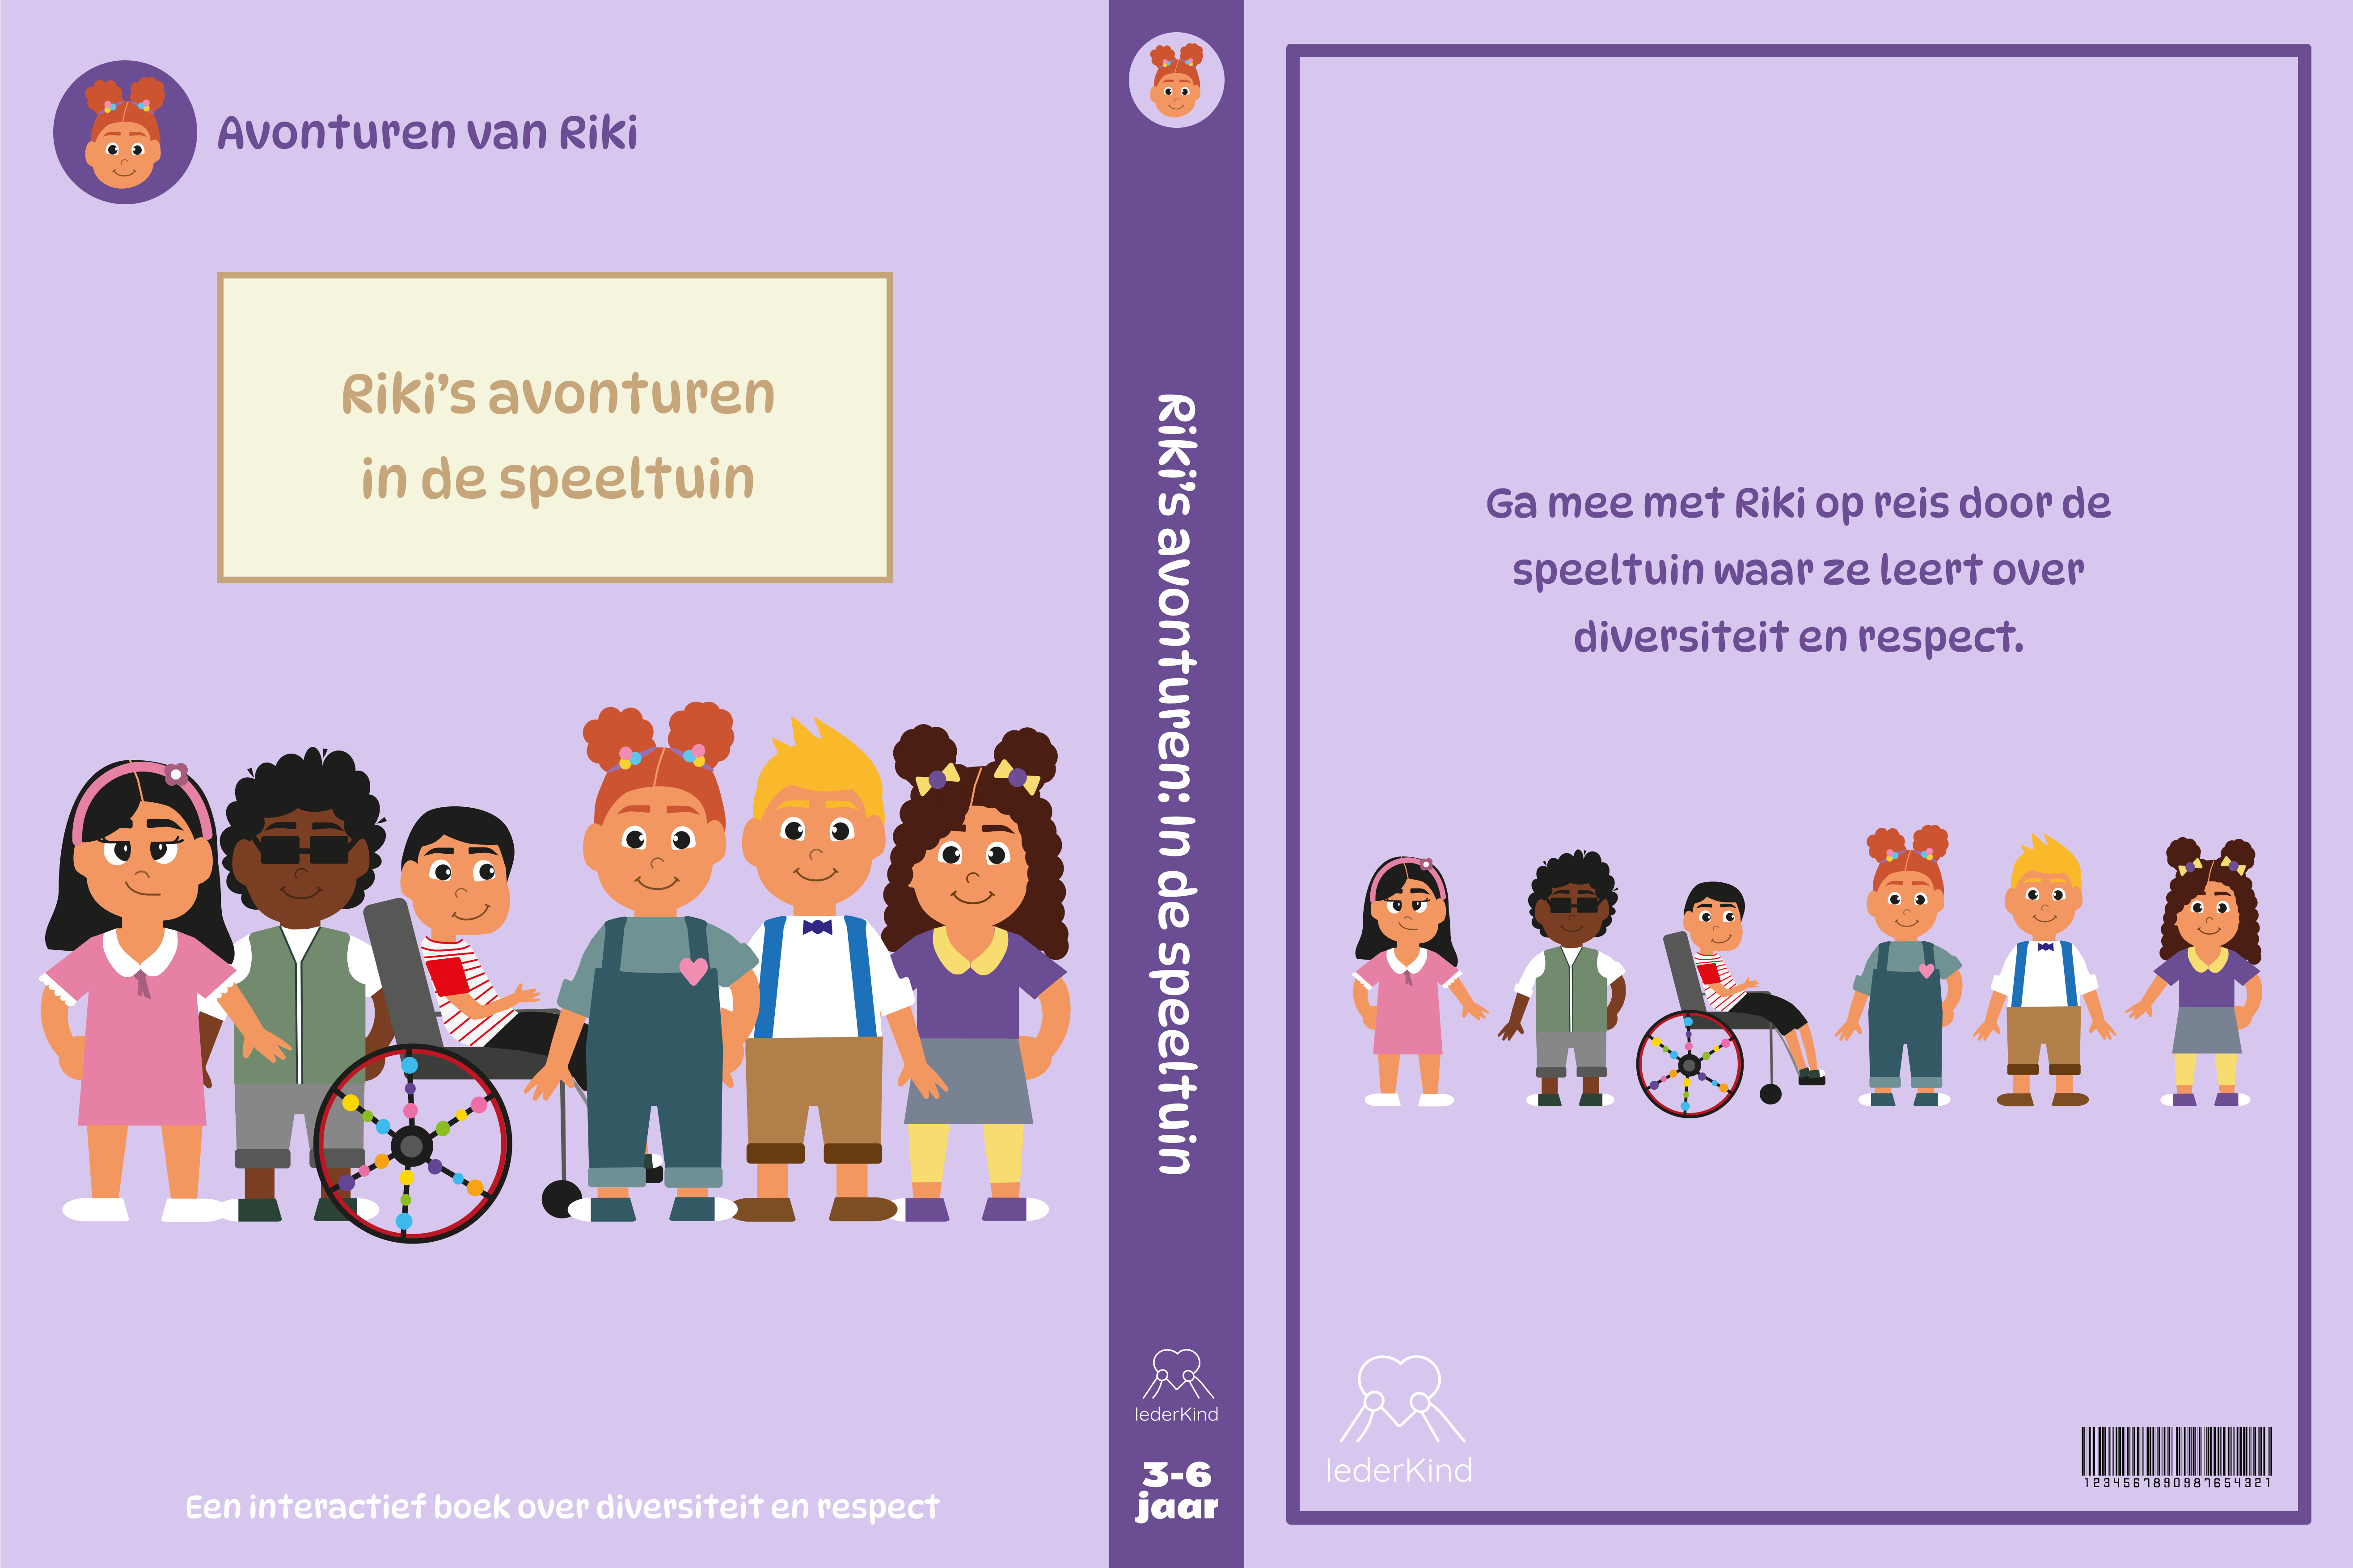 Avonturen van Riki
Riki's avonturen
in de speeltuin
Een interactief boek over diversiteit en respect
Riki's avonturen: In de speeltuin
IederKind
3-6
jaar
Ga mee met Riki op reis door de
speeltuin waar ze leert over
diversiteit en respect.
IederKind
1234567890987654321